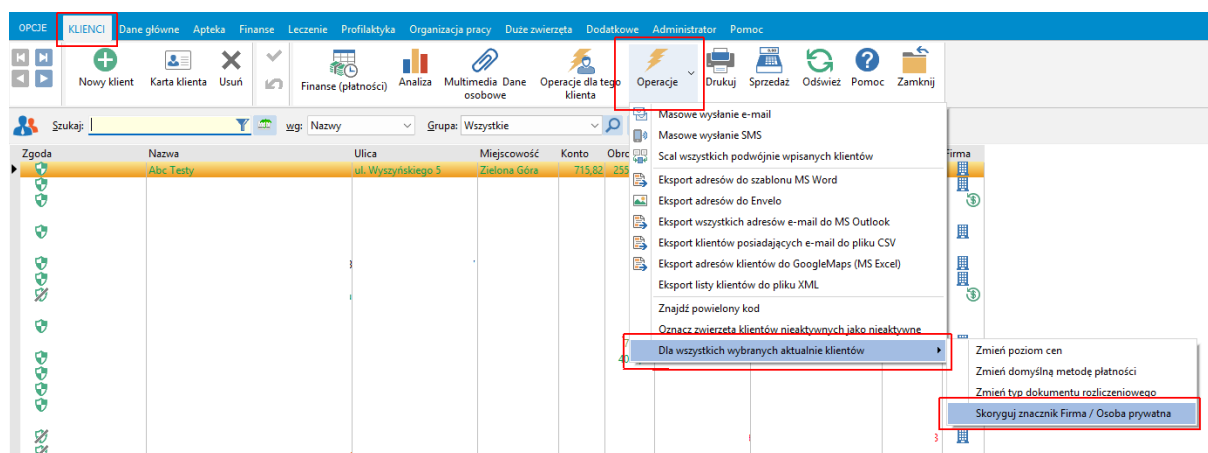 OPCJE KLIENCI Dane główne Apteka Finanse Leczenie Profilaktyka Organizacja pracy Duże zwierzęta Dodatkowe Administrator Pomoc
Nowy klient Karta klienta Usuń Finanse (płatności) Analiza Multimedia Dane osobowe Operacje dla tego klienta Operacje Drukuj Sprzedaż Odśwież Pomoc Zamknij
Szukaj: wg: Nazwy Grupa: Wszystkie
Zgoda Nazwa Ulica Miejscowość Konto Obro Firma
Abc Testy ul. Wyszyńskiego 5 Zielona Góra 715,82 255
Masowe wysłanie e-mail
Masowe wysłanie SMS
Scal wszystkich podwójnie wpisanych klientów
Eksport adresów do szablonu MS Word
Eksport adresów do Envelo
Eksport wszystkich adresów e-mail do MS Outlook
Eksport klientów posiadających e-mail do pliku CSV
Eksport adresów klientów do GoogleMaps (MS Excel)
Eksport listy klientów do pliku XML
Znajdź powielony kod
Oznacz zwierzeta klientów nieaktywnych jako nieaktywne
Dla wszystkich wybranych aktualnie klientów
Zmień poziom cen
Zmień domyślną metodę płatności
Zmień typ dokumentu rozliczeniowego
Skoryguj znacznik Firma / Osoba prywatna